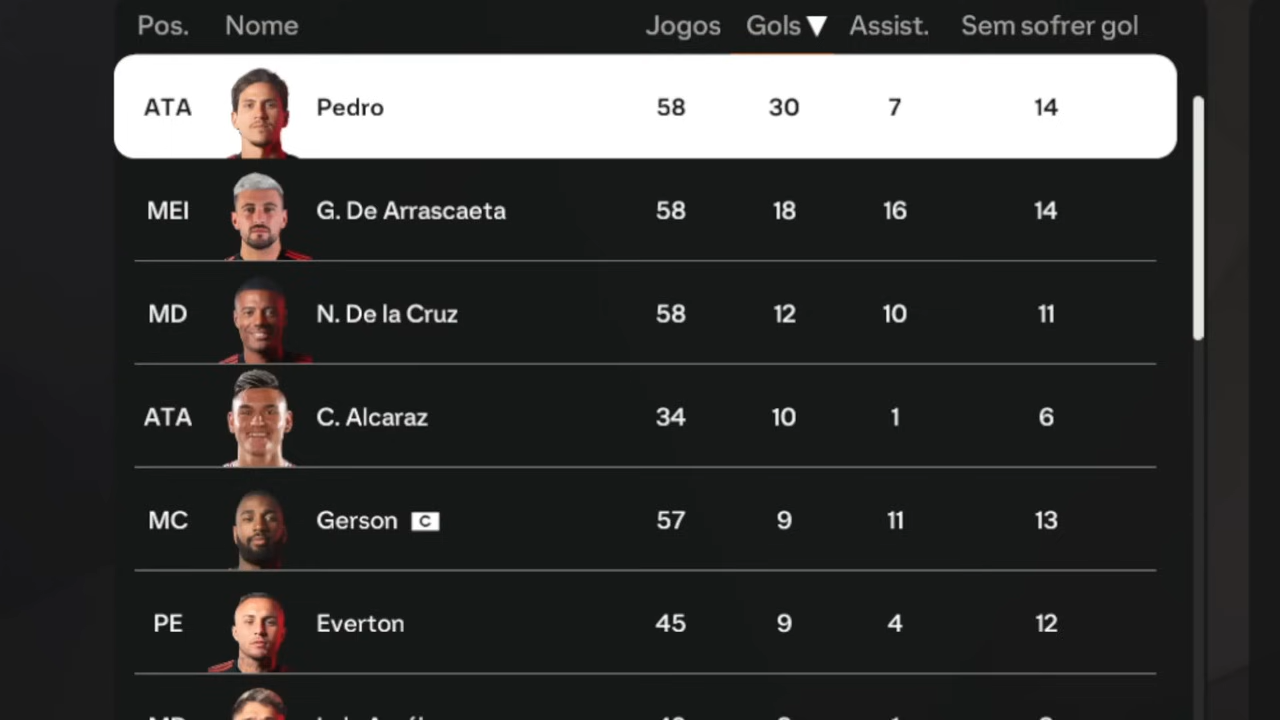 Pos. Nome Jogos Gols ▼ Assist. Sem sofrer gol
ATA Pedro 58 30 7 14
MEI G. De Arrascaeta 58 18 16 14
MD N. De la Cruz 58 12 10 11
ATA C. Alcaraz 34 10 1 6
MC Gerson C 57 9 11 13
PE Everton 45 9 4 12